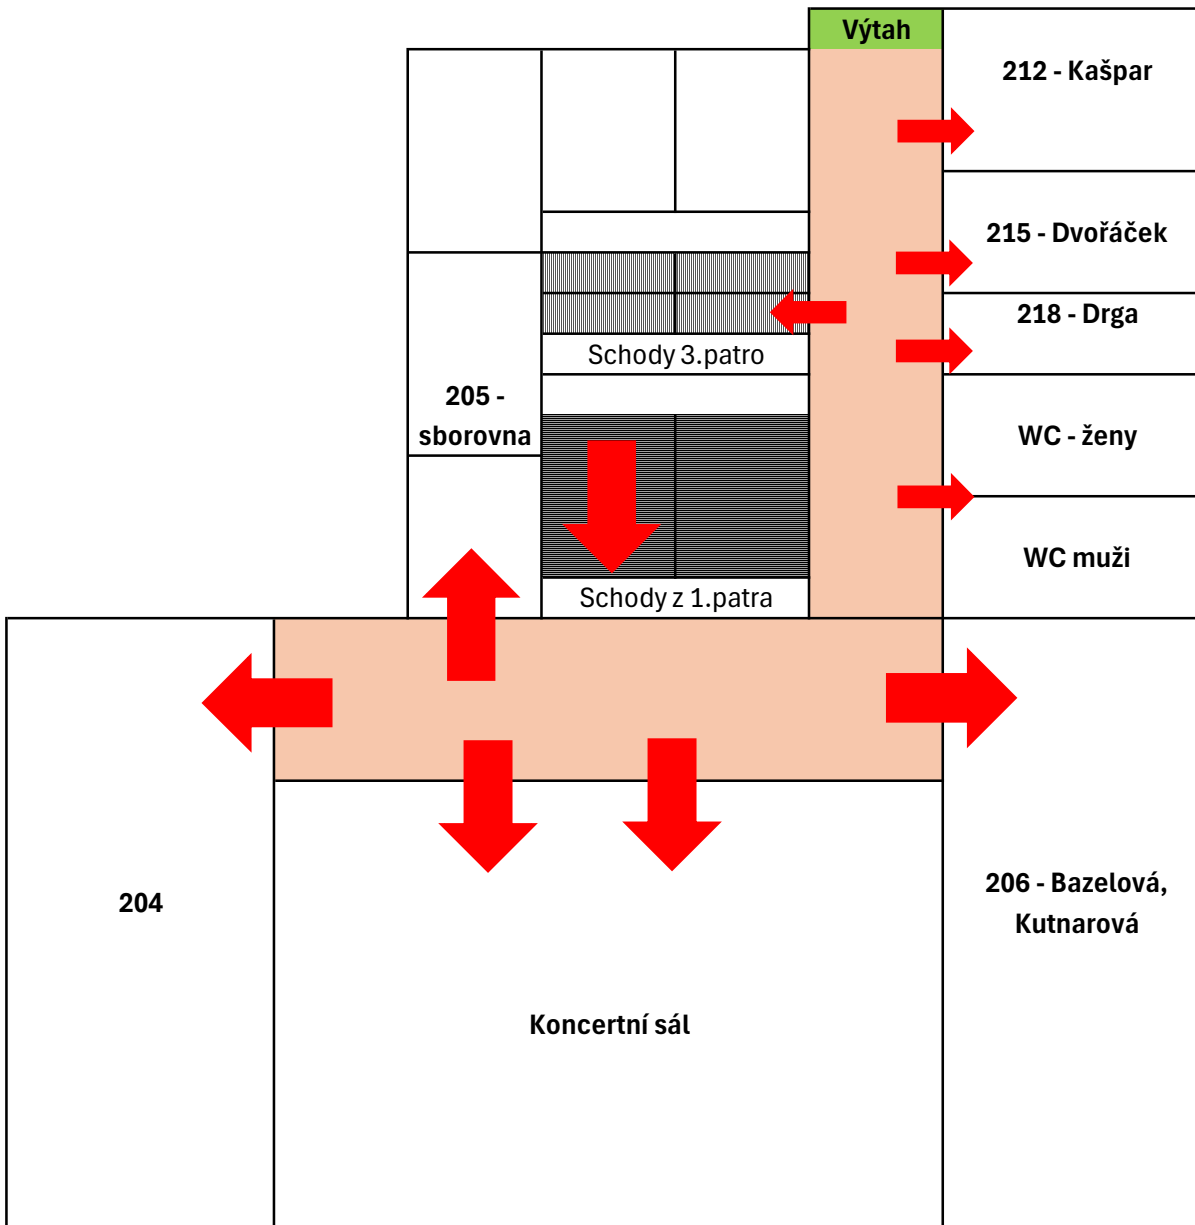 Výtah
212 - Kašpar
215 - Dvořáček
218 - Drga
Schody 3.patro
205 -
sborovna
WC - ženy
WC muži
Schody z 1.patra
204
206 - Bazelová,
Kutnarová
Koncertní sál